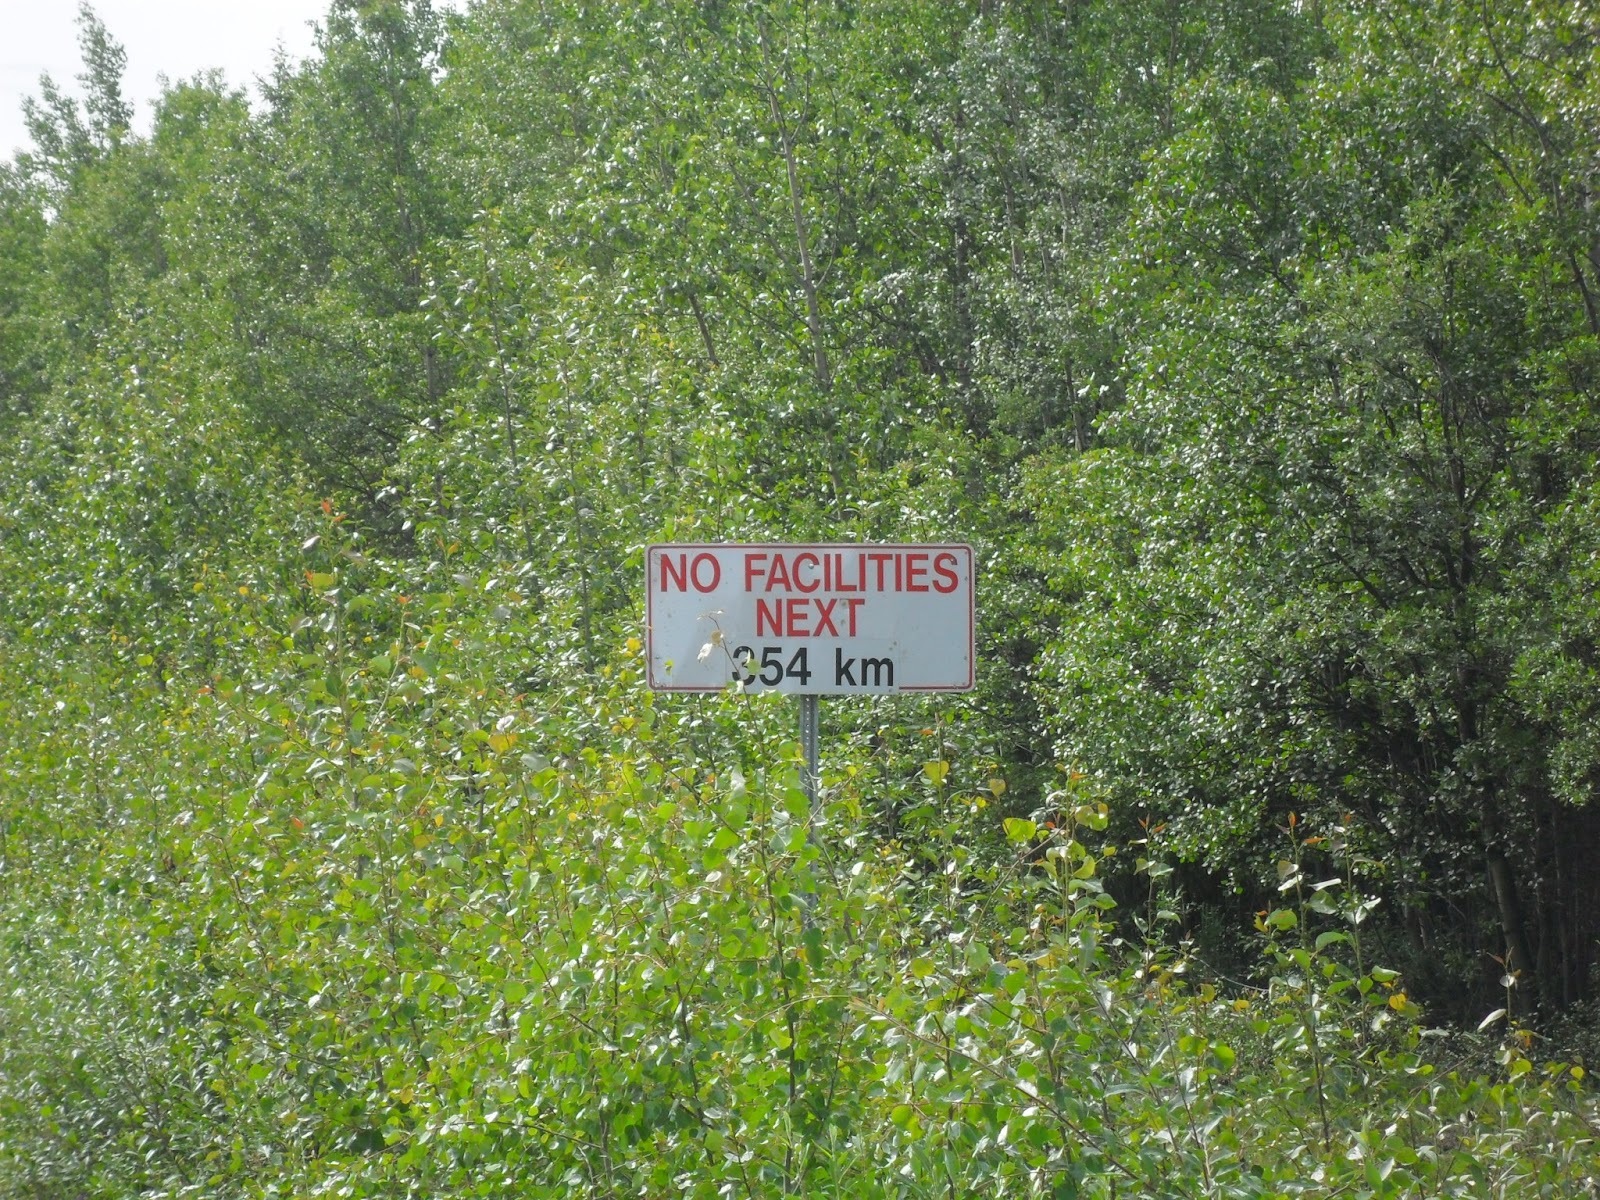 NO FACILITIES
NEXT
354 km